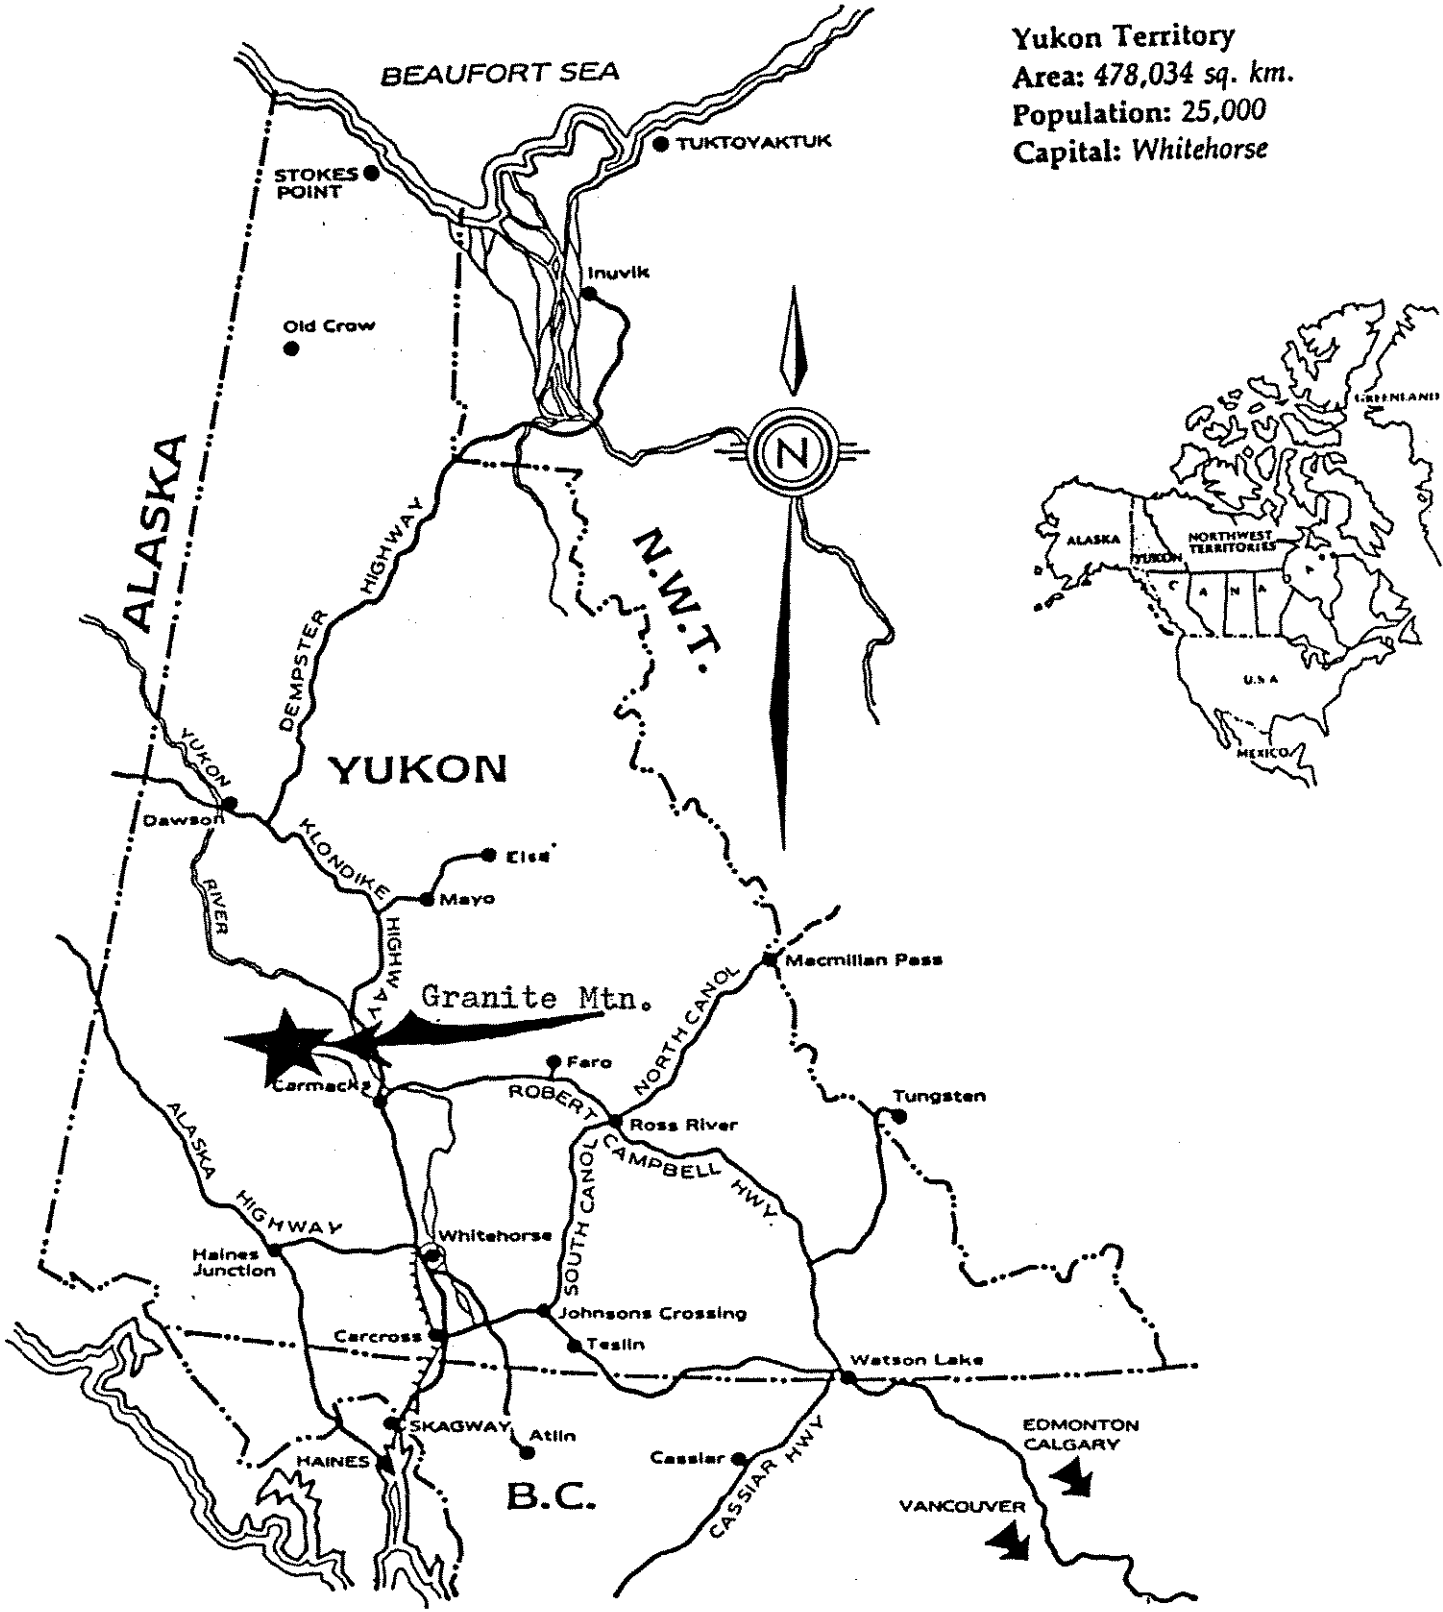 Yukon Territory
Area: 478,034 sq. km.
Population: 25,000
Capital: Whitehorse
BEAUFORT SEA
TUKTOYAKTUK
STOKES
POINT
Inuvik
Old Crow
GREENLAND
ALASKA
N
HIGHWAY
N.W.T.
ALASKA
NORTHWEST
TERRITORIES
YUKON
C A N A D A
DEMPSTER
U.S.A
YUKON
YUKON
MEXICO
Dawson
KLONDIKE
Elsa
Mayo
RIVER
HIGHWAY
Macmillan Pass
Granite Mtn.
NORTH CANOL
Faro
Carmacks
ROBERT
Tungsten
ALASKA
Ross River
CAMPBELL
HWY.
SOUTH CANOL
HIGHWAY
Whitehorse
Haines
Junction
Johnsons Crossing
Carcross
Teslin
Watson Lake
SKAGWAY
Atlin
EDMONTON
CALGARY
HAINES
Cassiar
CASSIAR HWY
B.C.
VANCOUVER